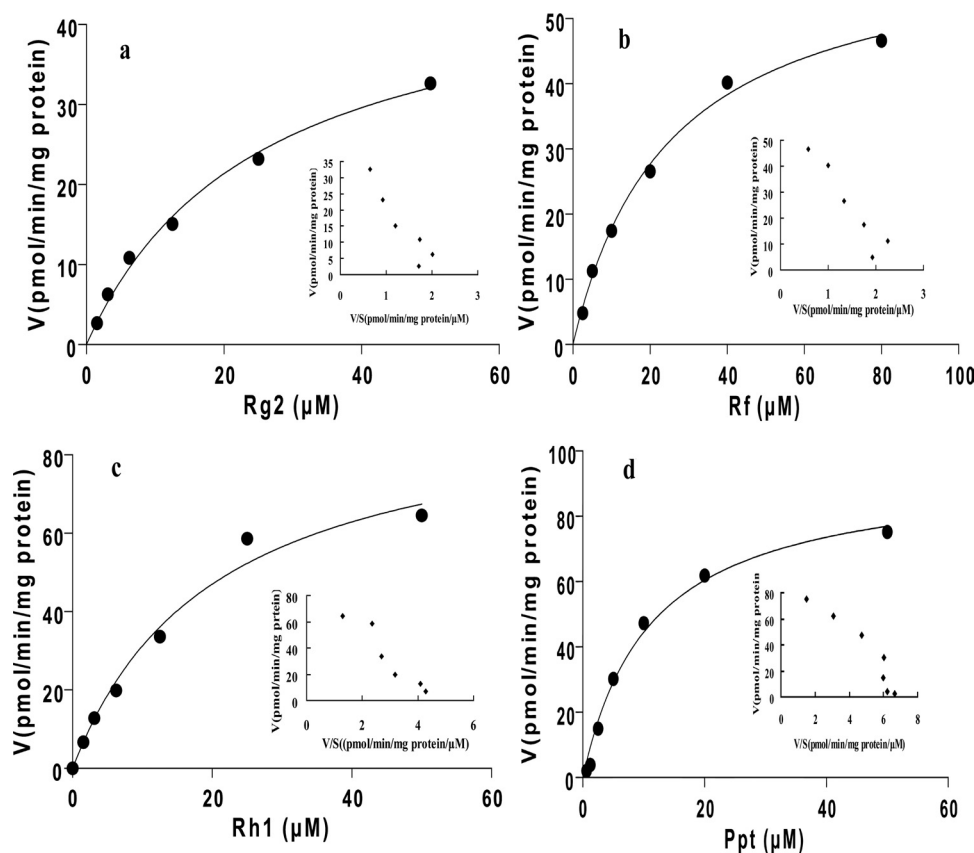 a
V(pmol/min/mg protein)
40
30
20
10
0
0 20 40 60
Rg2 (µM)
V(pmol/min/mg protein)
35
30
25
20
15
10
5
0
0 1 2 3
V/S(pmol/min/mg protein/µM)
b
V(pmol/min/mg protein)
50
40
30
20
10
0
0 20 40 60 80 100
Rf (µM)
V(pmol/min/mg protein)
50
40
30
20
10
0
0 1 2 3
V/S(pmol/min/mg protein/µM)
c
V(pmol/min/mg protein)
80
60
40
20
0
0 20 40 60
Rh1 (µM)
V(pmol/min/mg prtein)
80
60
40
20
0
0 2 4 6
V/S((pmol/min/mg protein/µM)
d
V(pmol/min/mg protein)
100
80
60
40
20
0
0 20 40 60
Ppt (µM)
V(pmol/min/mg protein
80
60
40
20
0
0 2 4 6 8
V/S(pmol/min/mg protein/µM)